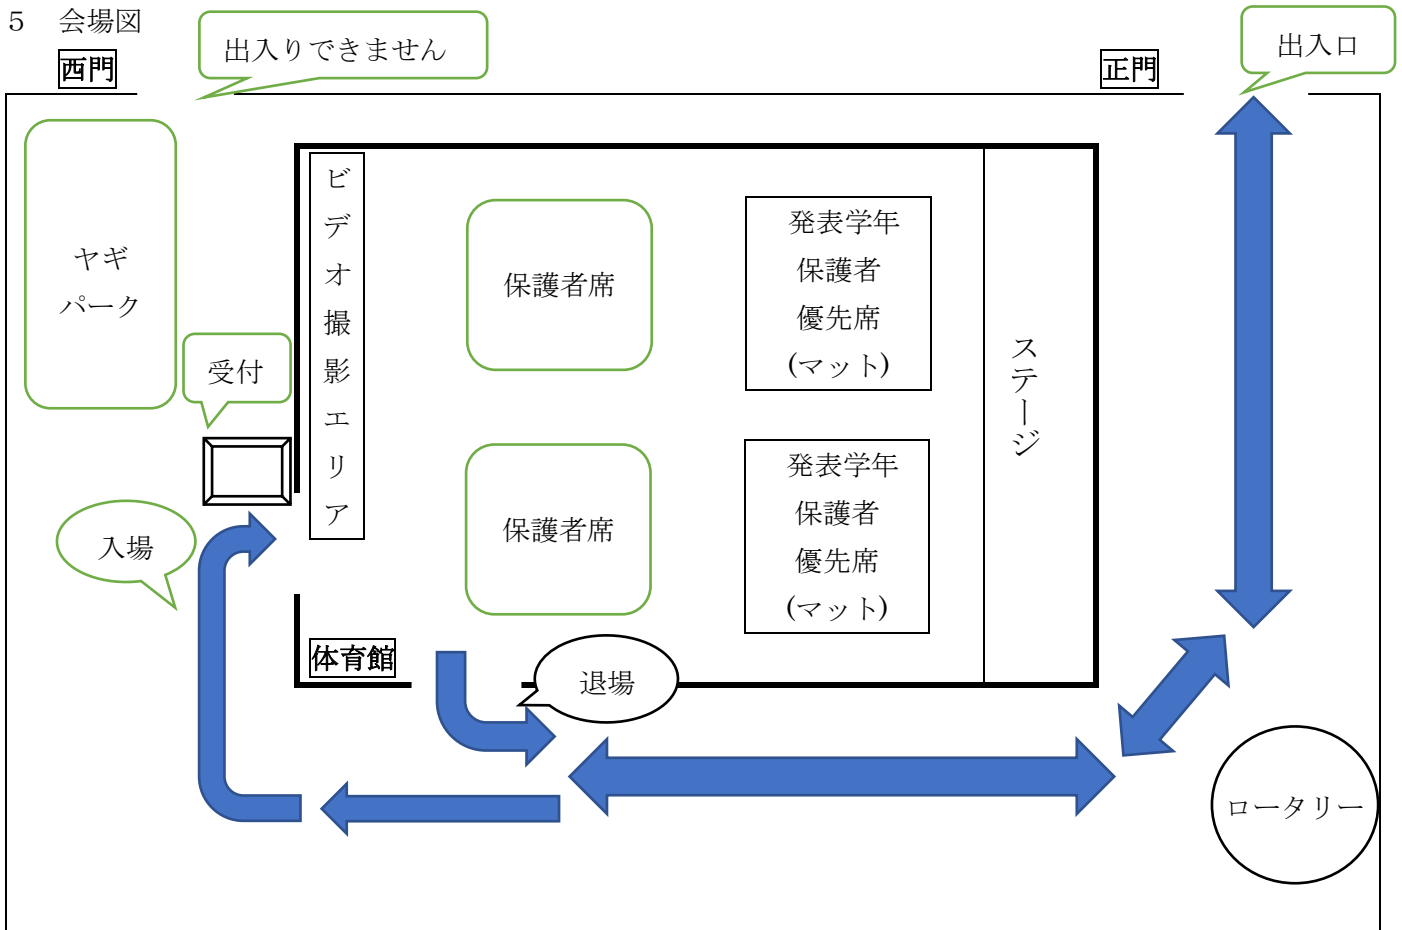 5　会場図
出入りできません
出入口
西門
正門
ヤギ
パーク
受付
入場
ビデオ撮影エリア
保護者席
保護者席
発表学年
保護者
優先席
(マット)
発表学年
保護者
優先席
(マット)
ステージ
体育館
退場
ロータリー